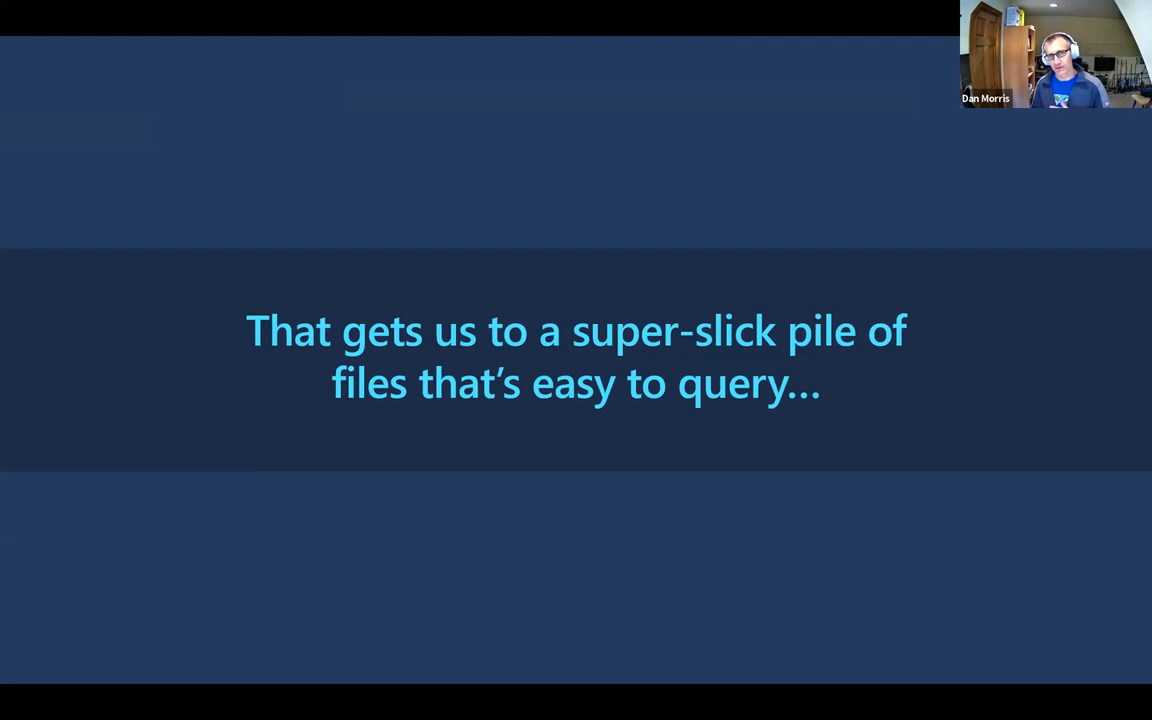 Dan Morris
That gets us to a super-slick pile of
files that's easy to query...